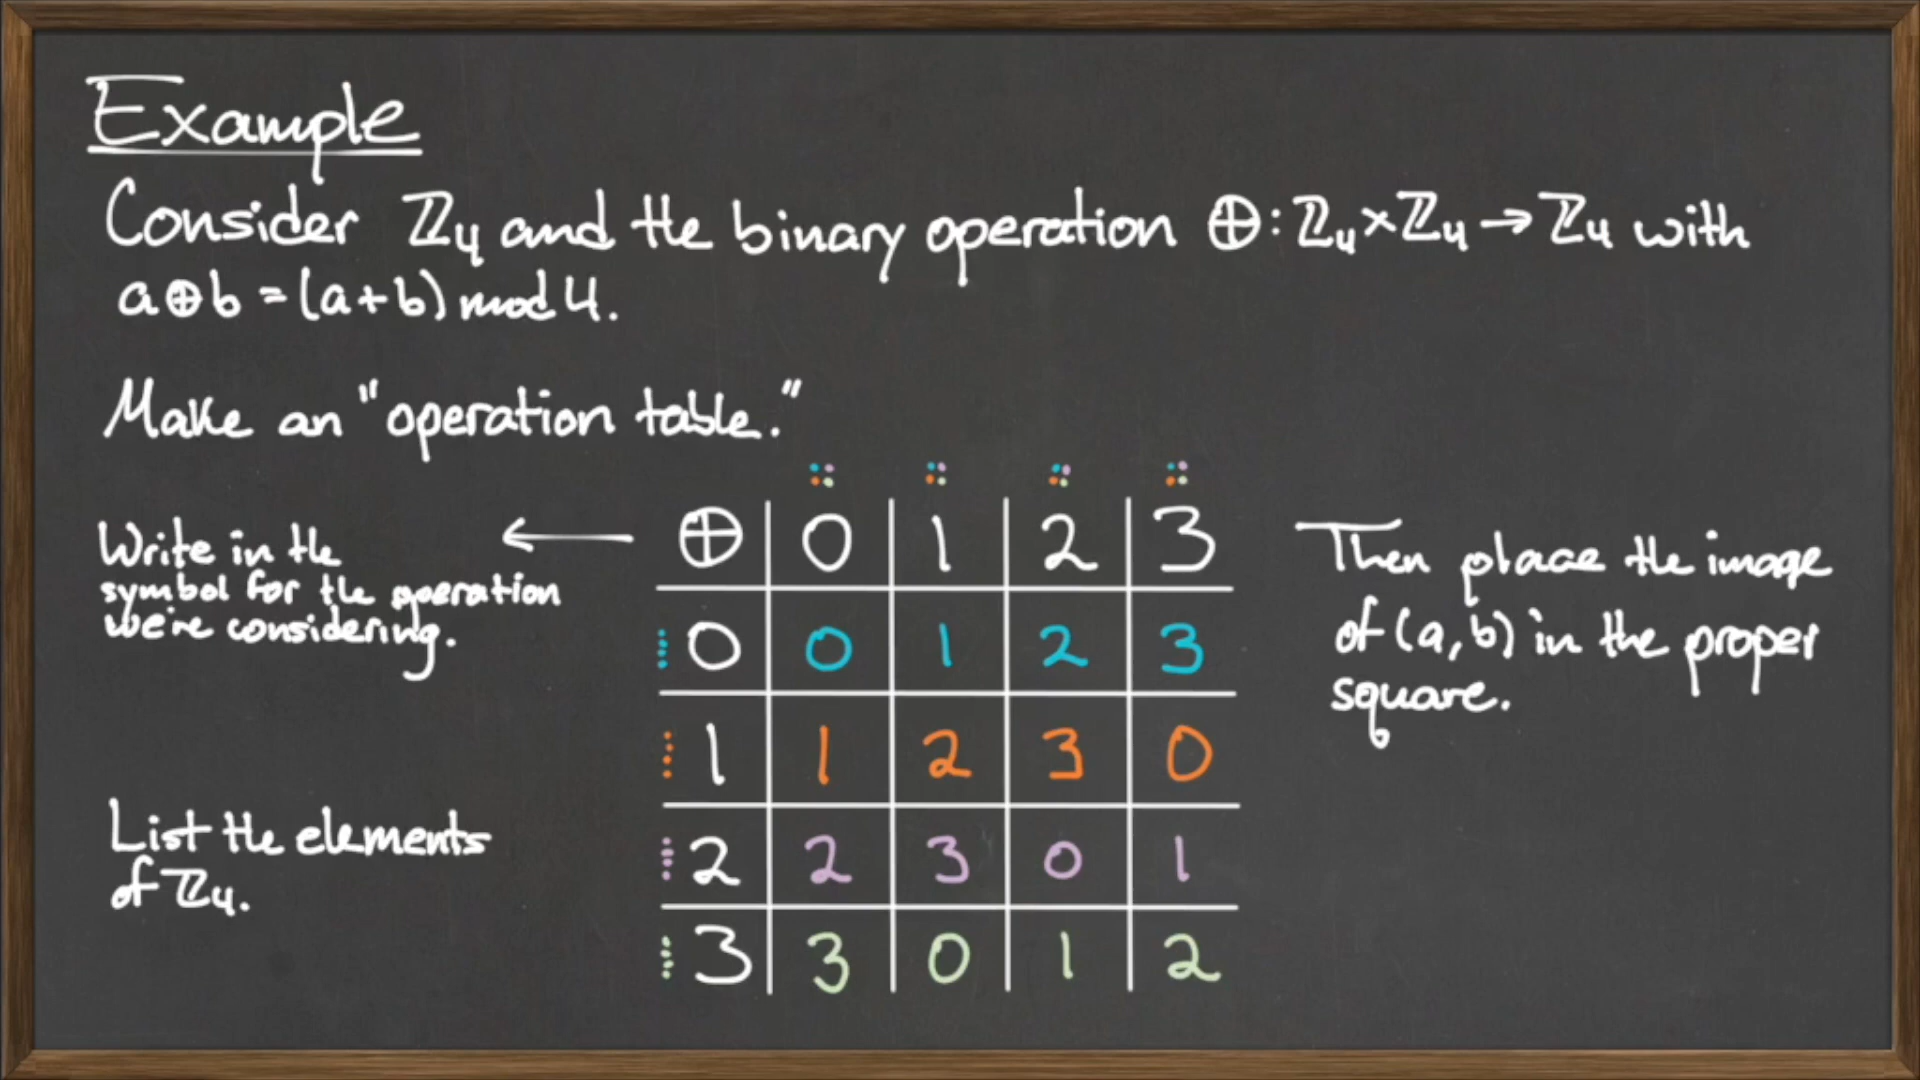 Example
Consider ℤ₄ and the binary operation ⊕: ℤ₄×ℤ₄→ℤ₄ with
a⊕b = (a+b) mod 4.
Make an "operation table."
Write in the
symbol for the operation
we're considering.
←
List the elements
of ℤ₄.
⊕ 0 1 2 3
0 0 1 2 3
1 1 2 3 0
2 2 3 0 1
3 3 0 1 2
Then place the image
of (a,b) in the proper
square.